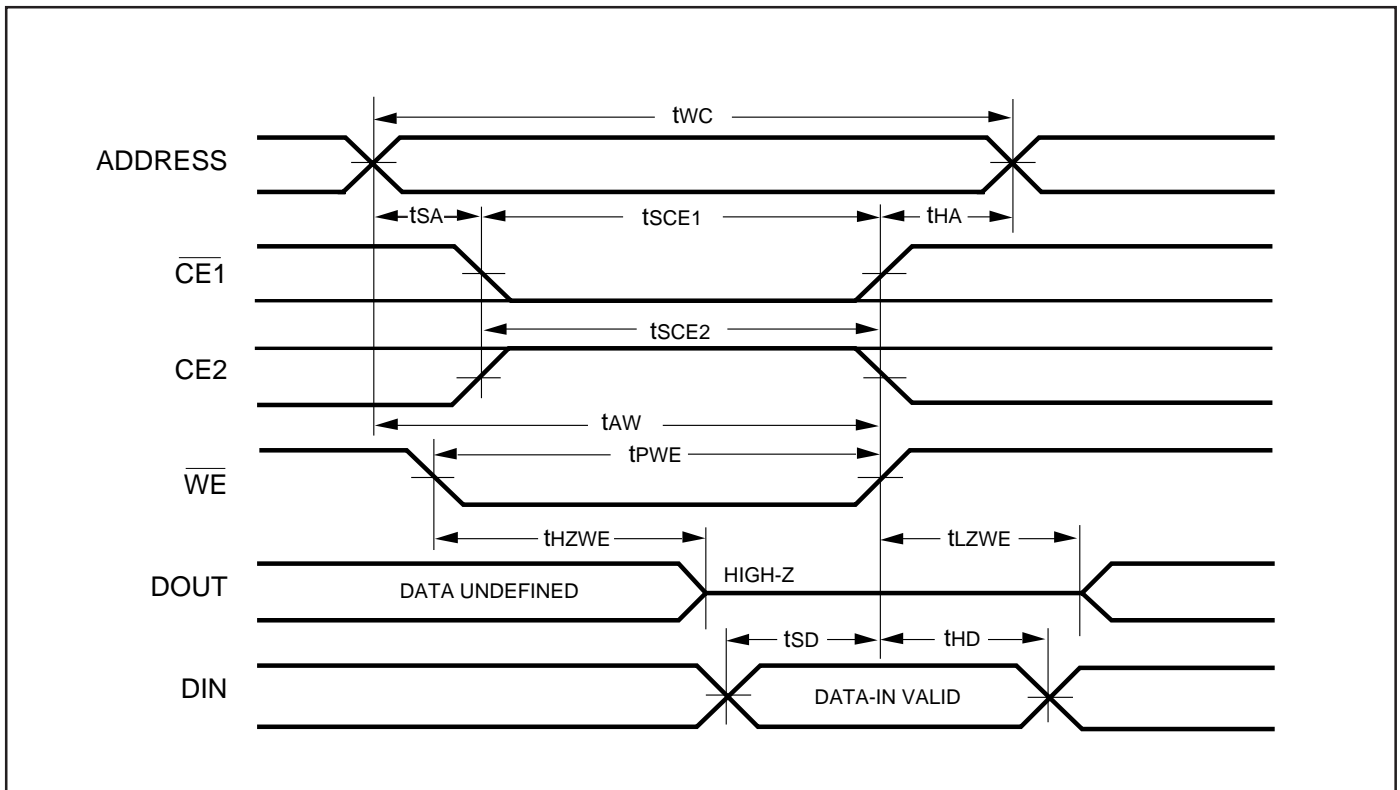 tWC
ADDRESS
tSA tSCE1 tHA
CE1
tSCE2
CE2
tAW
tPWE
WE
tHZWE tLZWE
DOUT DATA UNDEFINED HIGH-Z
tSD tHD
DIN DATA-IN VALID